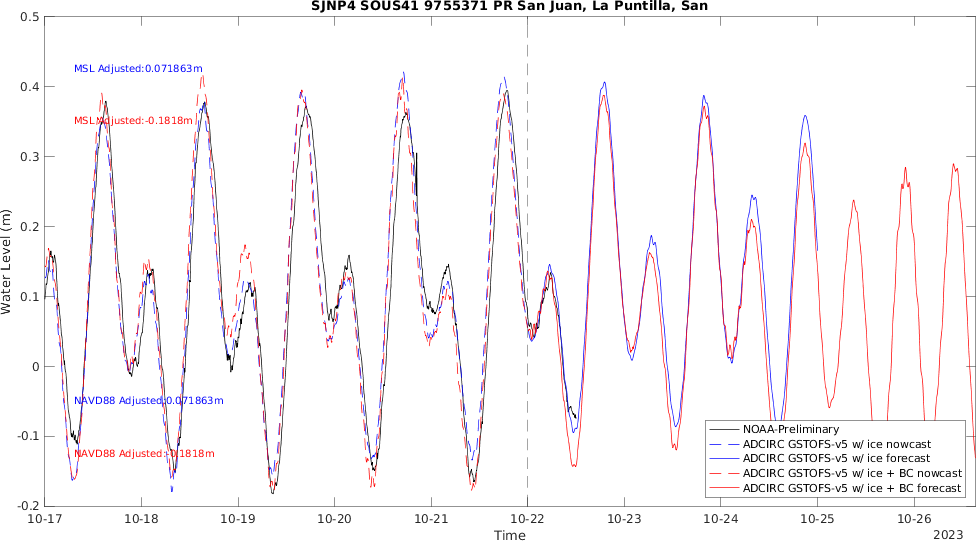 SJNP4 SOUS41 9755371 PR San Juan, La Puntilla, San
0.5
0.4
0.3
0.2
0.1
0
-0.1
-0.2
Water Level (m)
MSL Adjusted:0.071863m
MSL Adjusted:-0.1818m
NAVD88 Adjusted:0.071863m
NAVD88 Adjusted:-0.1818m
NOAA-Preliminary
ADCIRC GSTOFS-v5 w/ ice nowcast
ADCIRC GSTOFS-v5 w/ ice forecast
ADCIRC GSTOFS-v5 w/ ice + BC nowcast
ADCIRC GSTOFS-v5 w/ ice + BC forecast
10-17 10-18 10-19 10-20 10-21 10-22 10-23 10-24 10-25 10-26
Time
2023